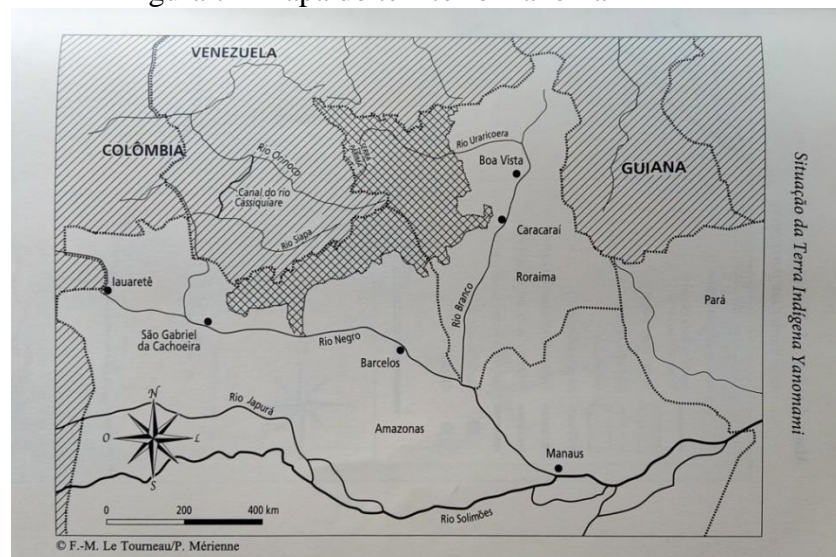 VENEZUELA
COLÔMBIA
Rio Orinoco
Canal do rio
Cassiquiare
Rio Siapa
Rio Uraricoera
Boa Vista
GUIANA
Caracaraí
Roraima
Rio Branco
Pará
Iauaretê
São Gabriel
da Cachoeira
Rio Negro
Barcelos
Rio Japurá
Amazonas
Manaus
Rio Solimões
N
O
L
S
0 200 400 km
© F.-M. Le Tourneau/P. Mérienne
Situação da Terra Indígena Yanomami